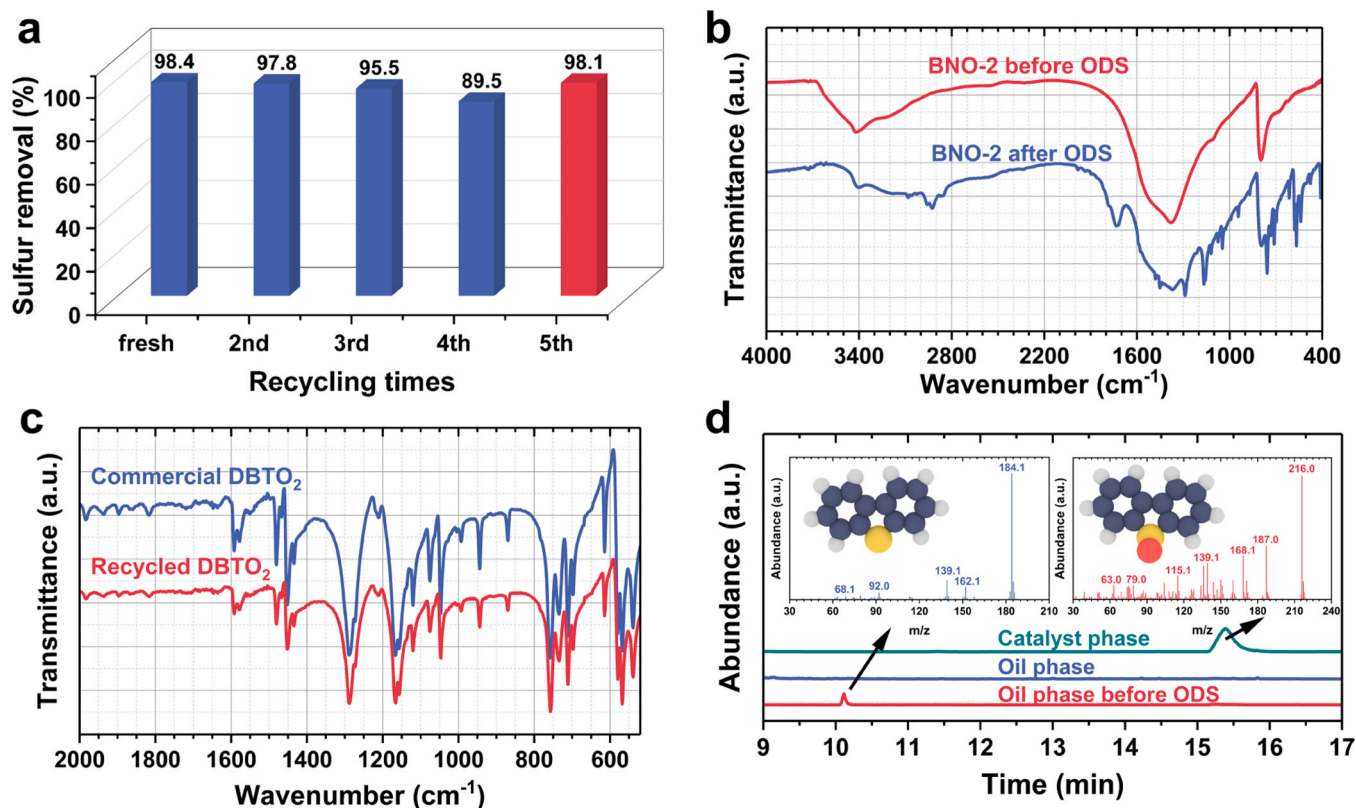 a
98.4
97.8
95.5
89.5
98.1
Sulfur removal (%)
100
80
60
40
20
0
fresh 2nd 3rd 4th 5th
Recycling times
b
BNO-2 before ODS
BNO-2 after ODS
Transmittance (a.u.)
4000 3400 2800 2200 1600 1000 400
Wavenumber (cm⁻¹)
c
Commercial DBTO₂
Recycled DBTO₂
Transmittance (a.u.)
2000 1800 1600 1400 1200 1000 800 600
Wavenumber (cm⁻¹)
d
Abundance (a.u.)
Abundance (a.u.)
184.1
139.1
162.1
92.0
68.1
30 60 90 120 150 180 210
m/z
Abundance (a.u.)
216.0
187.0
168.1
139.1
115.1
63.0
79.0
30 60 90 120 150 180 210 240
m/z
Catalyst phase
Oil phase
Oil phase before ODS
9 10 11 12 13 14 15 16 17
Time (min)